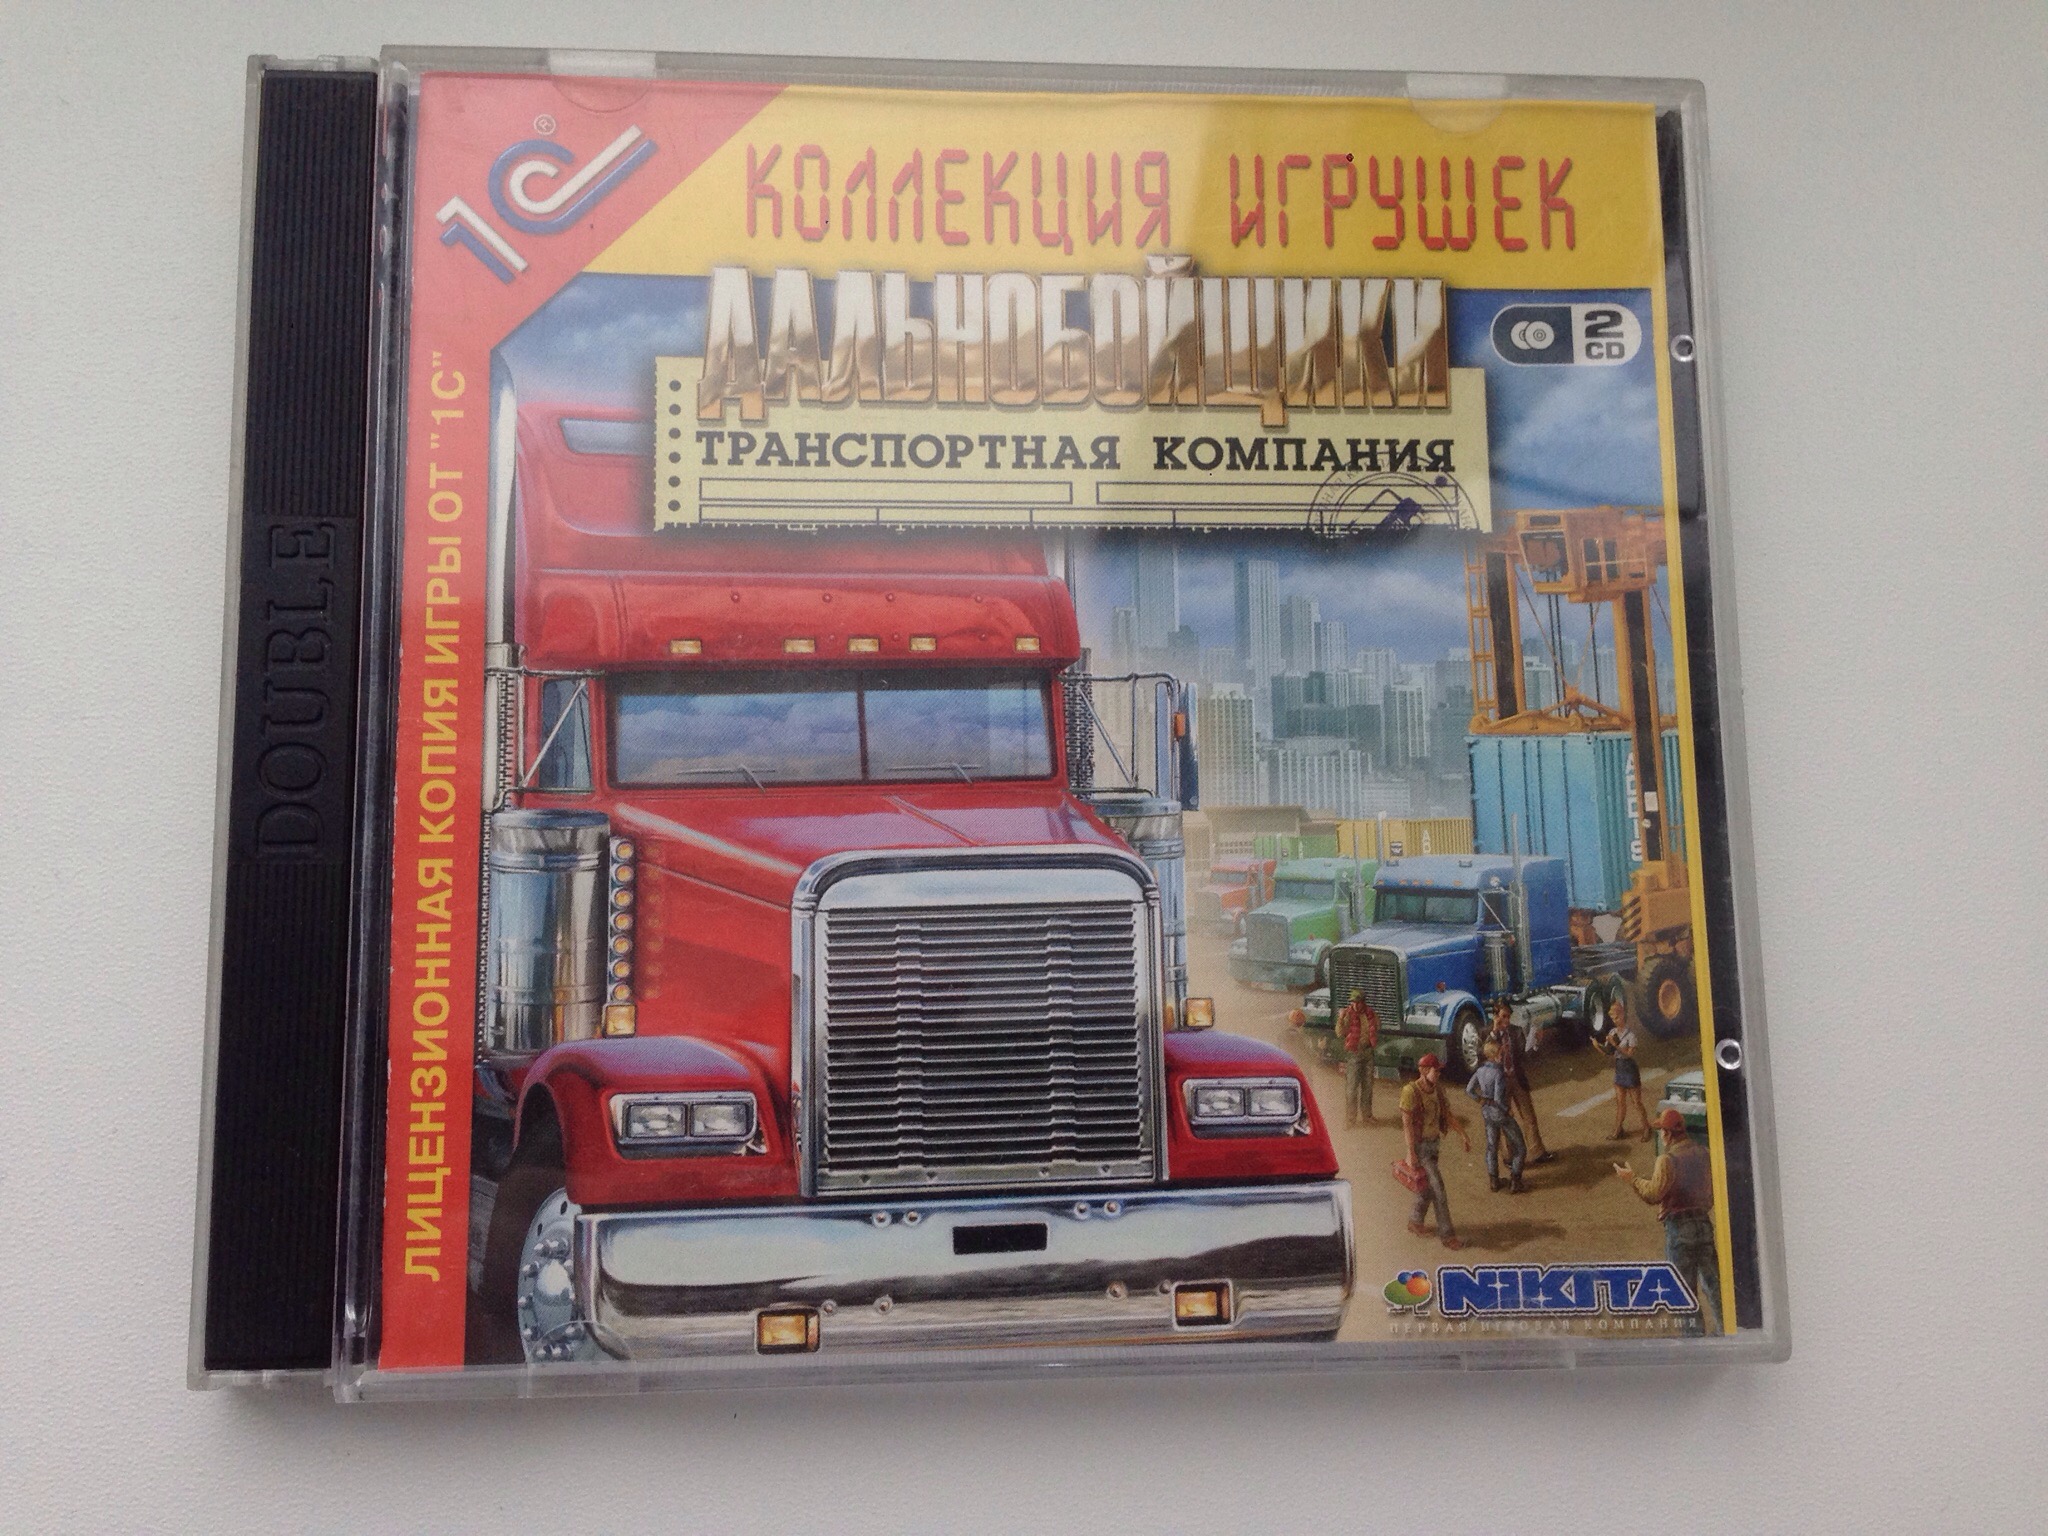 1С®
КОЛЛЕКЦИЯ ИГРУШЕК
ДАЛЬНОБОЙЩИКИ
ТРАНСПОРТНАЯ КОМПАНИЯ
2
CD
ЛИЦЕНЗИОННАЯ КОПИЯ ИГРЫ ОТ "1С"
DOUBLE
NIKITA
ПЕРВАЯ ИГРОВАЯ КОМПАНИЯ